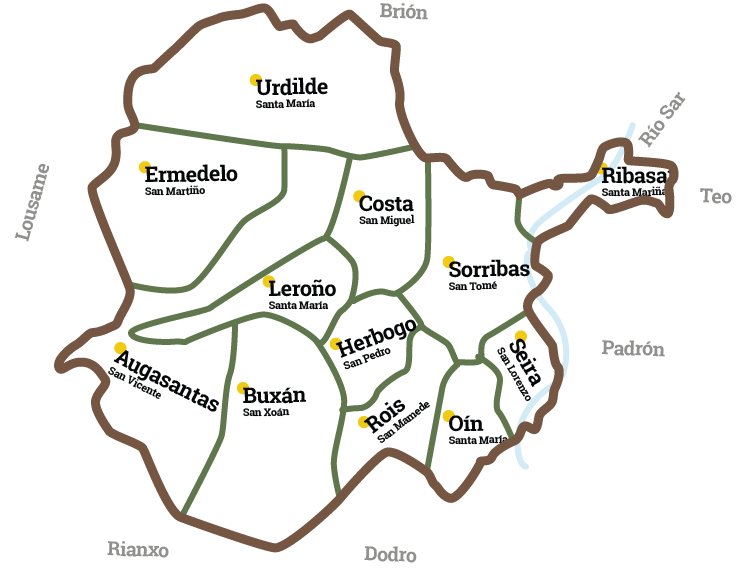 Brión
Urdilde
Santa María
Río Sar
Ermedelo
San Martiño
Ribasar
Santa Mariña
Lousame
Teo
Costa
San Miguel
Sorribas
San Tomé
Leroño
Santa María
Herbogo
San Pedro
Seira
San Lorenzo
Padrón
Augasantas
San Vicente
Buxán
San Xoán
Rois
San Mamede
Oín
Santa María
Rianxo
Dodro